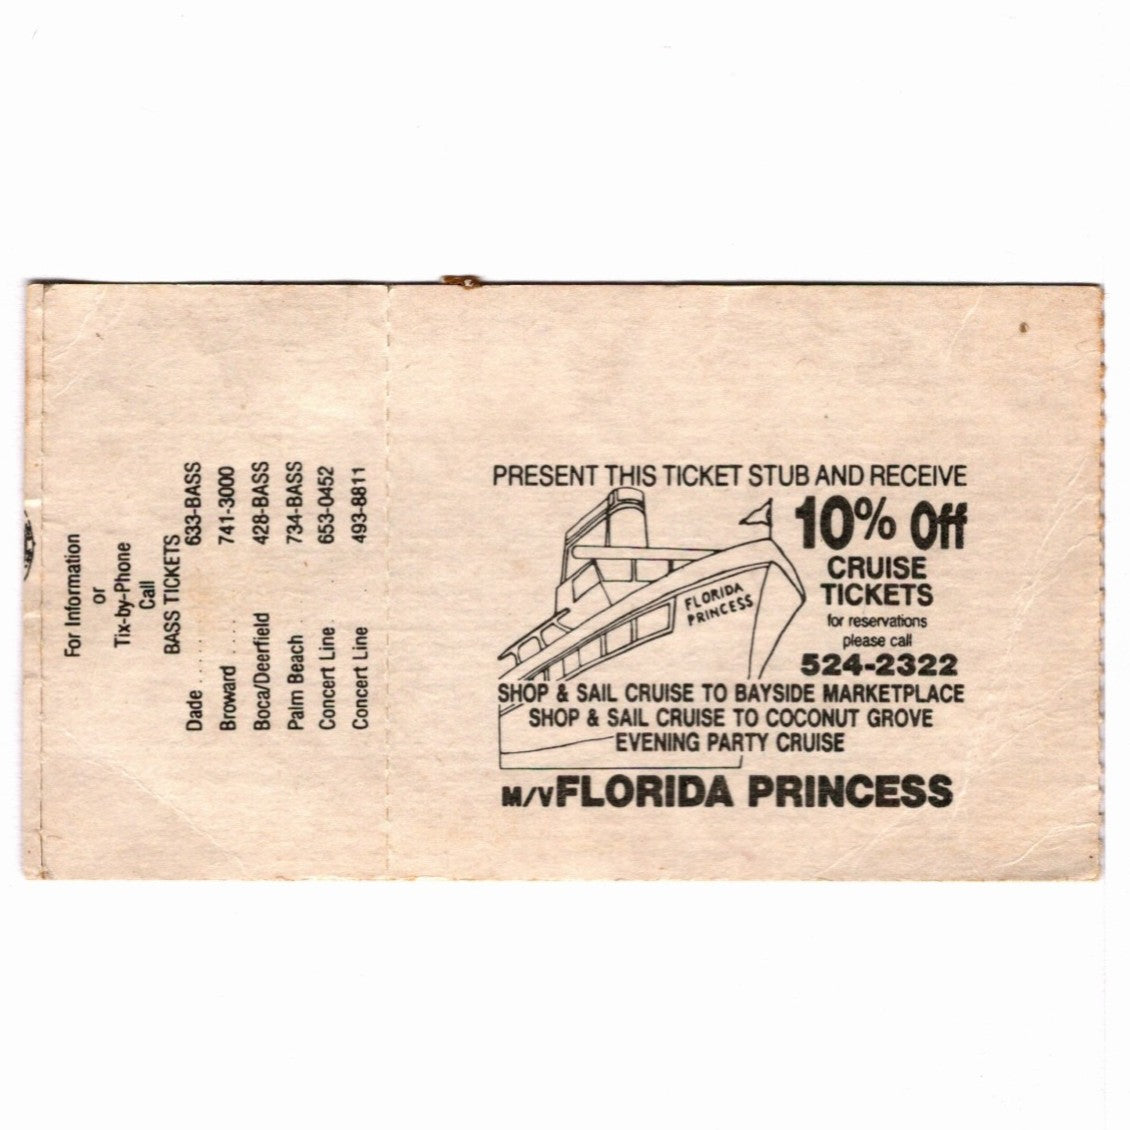 For Information
or
Tix-by-Phone
Call
BASS TICKETS
Dade ...... 633-BASS
Broward ..... 741-3000
Boca/Deerfield 428-BASS
Palm Beach . 734-BASS
Concert Line 653-0452
Concert Line 493-8811
PRESENT THIS TICKET STUB AND RECEIVE
10% Off
CRUISE
TICKETS
for reservations
please call
524-2322
FLORIDA
PRINCESS
SHOP & SAIL CRUISE TO BAYSIDE MARKETPLACE
SHOP & SAIL CRUISE TO COCONUT GROVE
EVENING PARTY CRUISE
M/V FLORIDA PRINCESS